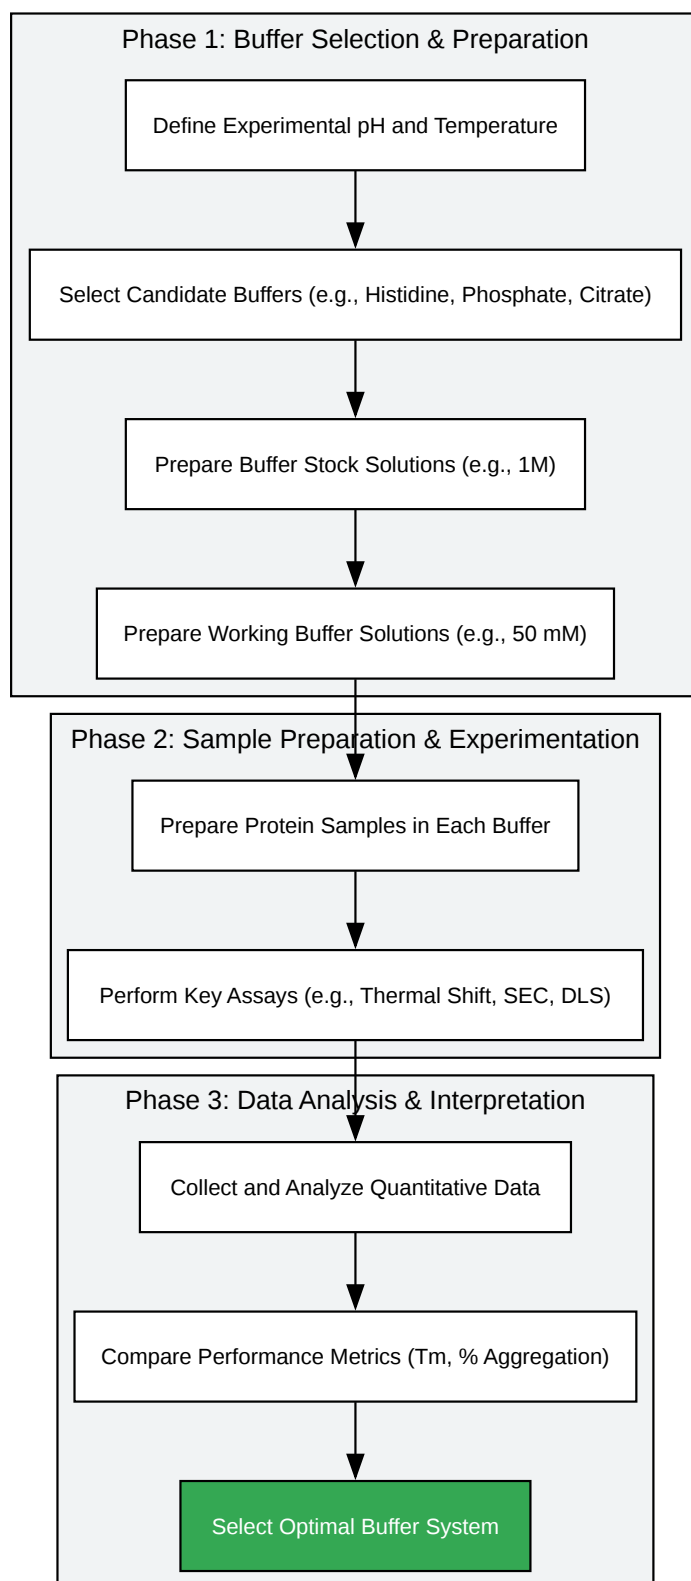 Phase 1: Buffer Selection & Preparation
Define Experimental pH and Temperature
Select Candidate Buffers (e.g., Histidine, Phosphate, Citrate)
Prepare Buffer Stock Solutions (e.g., 1M)
Prepare Working Buffer Solutions (e.g., 50 mM)
Phase 2: Sample Preparation & Experimentation
Prepare Protein Samples in Each Buffer
Perform Key Assays (e.g., Thermal Shift, SEC, DLS)
Phase 3: Data Analysis & Interpretation
Collect and Analyze Quantitative Data
Compare Performance Metrics (Tm, % Aggregation)
Select Optimal Buffer System